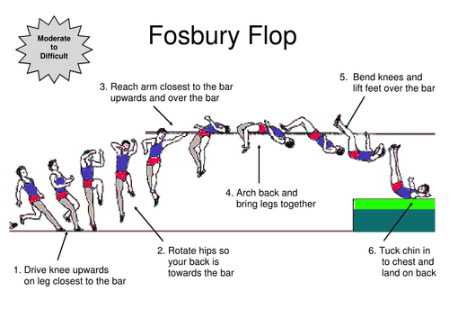 Moderate
to
Difficult
Fosbury Flop
3. Reach arm closest to the bar
upwards and over the bar
5. Bend knees and
lift feet over the bar
4. Arch back and
bring legs together
2. Rotate hips so
your back is
towards the bar
6. Tuck chin in
to chest and
land on back
1. Drive knee upwards
on leg closest to the bar